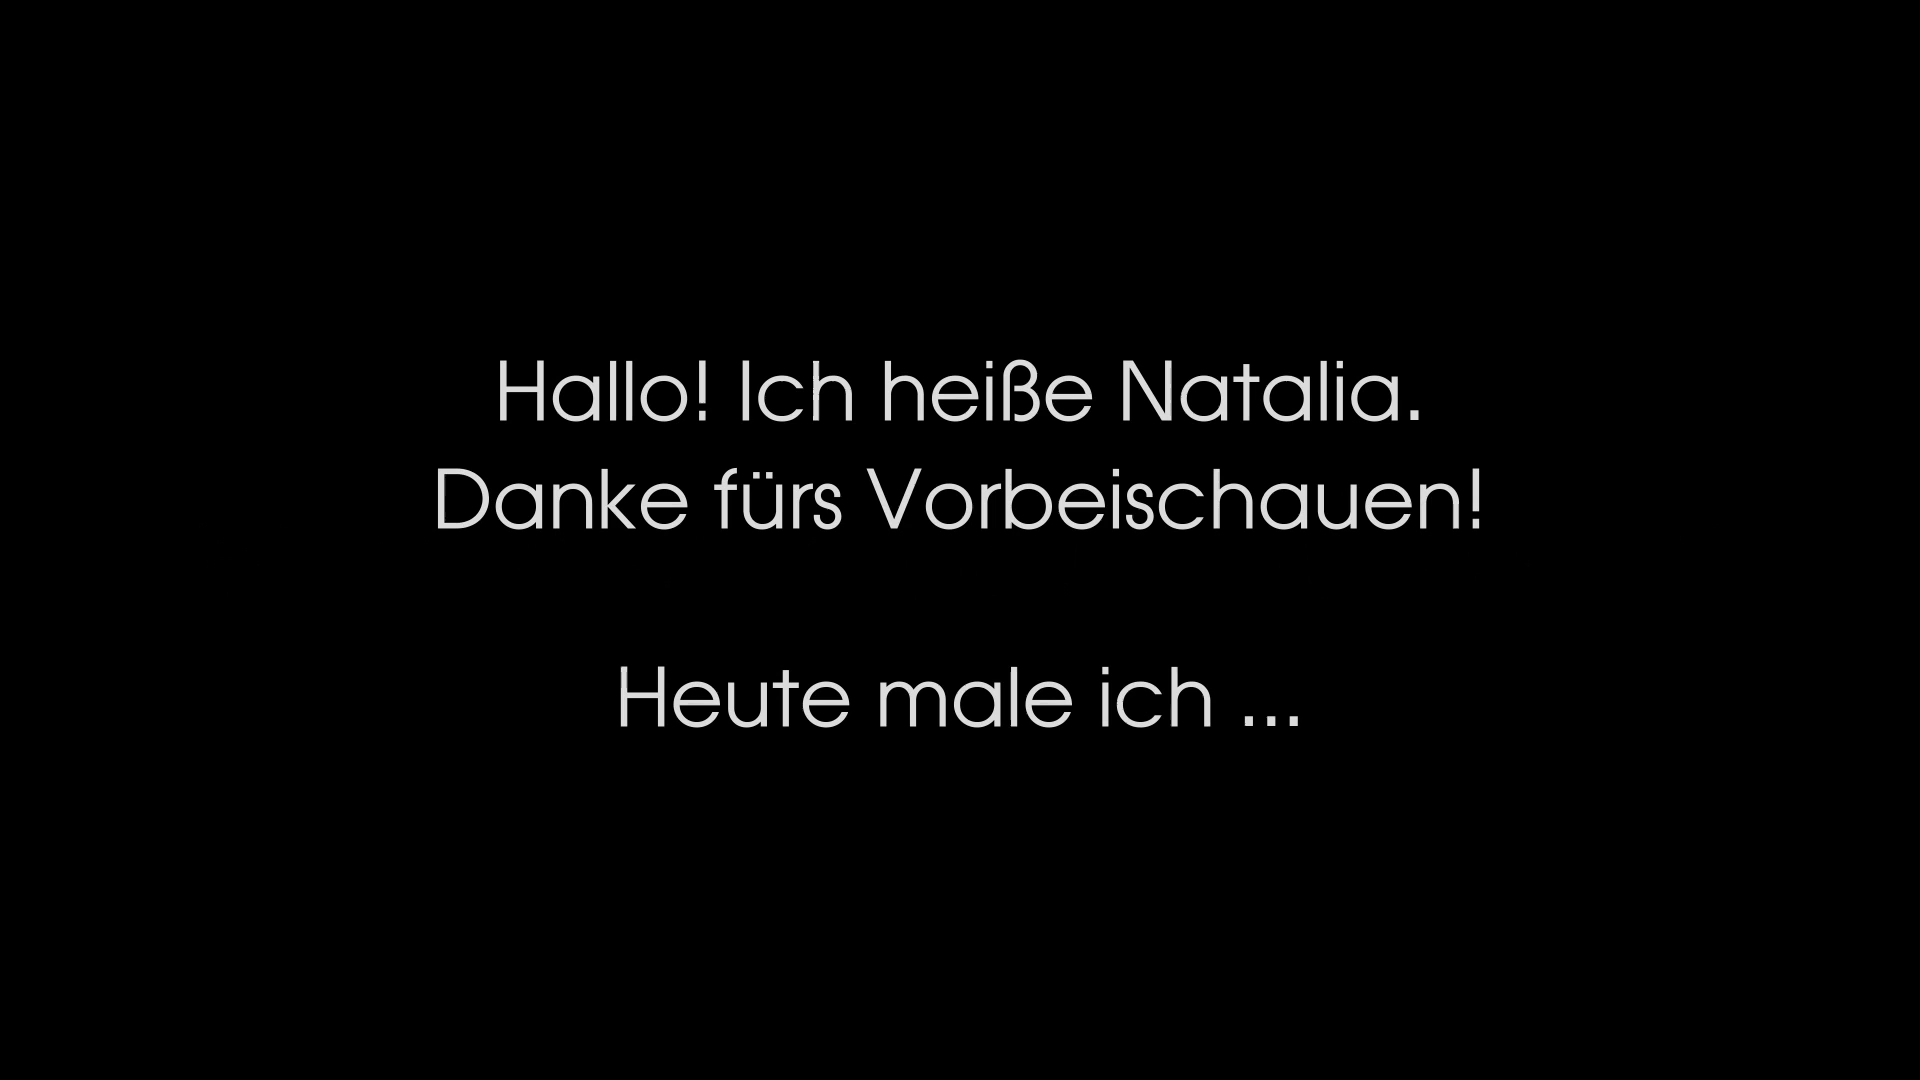 Hallo! Ich heiße Natalia.
Danke fürs Vorbeischauen!
Heute male ich ...